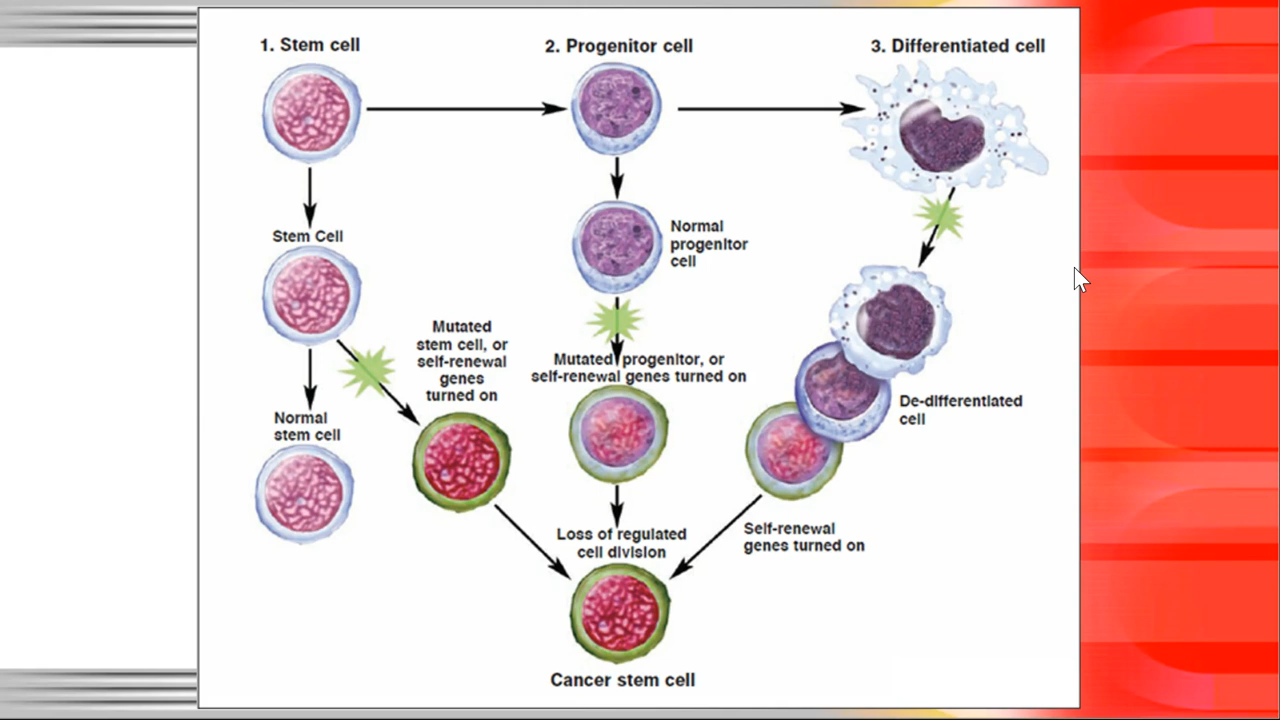 1. Stem cell
2. Progenitor cell
3. Differentiated cell
Stem Cell
Normal
progenitor
cell
Mutated
stem cell, or
self-renewal
genes
turned on
Mutated progenitor, or
self-renewal genes turned on
De-differentiated
cell
Normal
stem cell
Loss of regulated
cell division
Self-renewal
genes turned on
Cancer stem cell